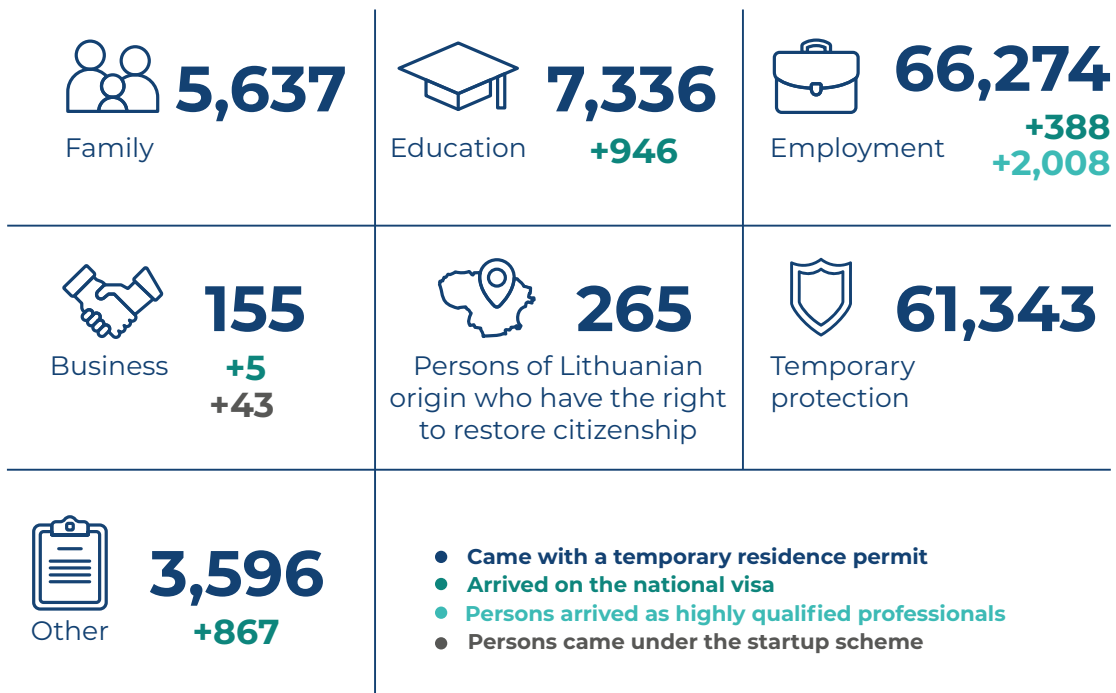 5,637
Family
7,336
Education
+946
66,274
+388
Employment
+2,008
155
Business
+5
+43
265
Persons of Lithuanian
origin who have the right
to restore citizenship
61,343
Temporary
protection
3,596
Other
+867
Came with a temporary residence permit
Arrived on the national visa
Persons arrived as highly qualified professionals
Persons came under the startup scheme